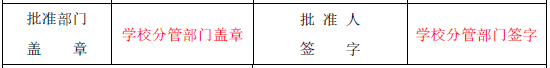 批准部门
盖 章
学校分管部门盖章
批 准 人
签 字
学校分管部门签字